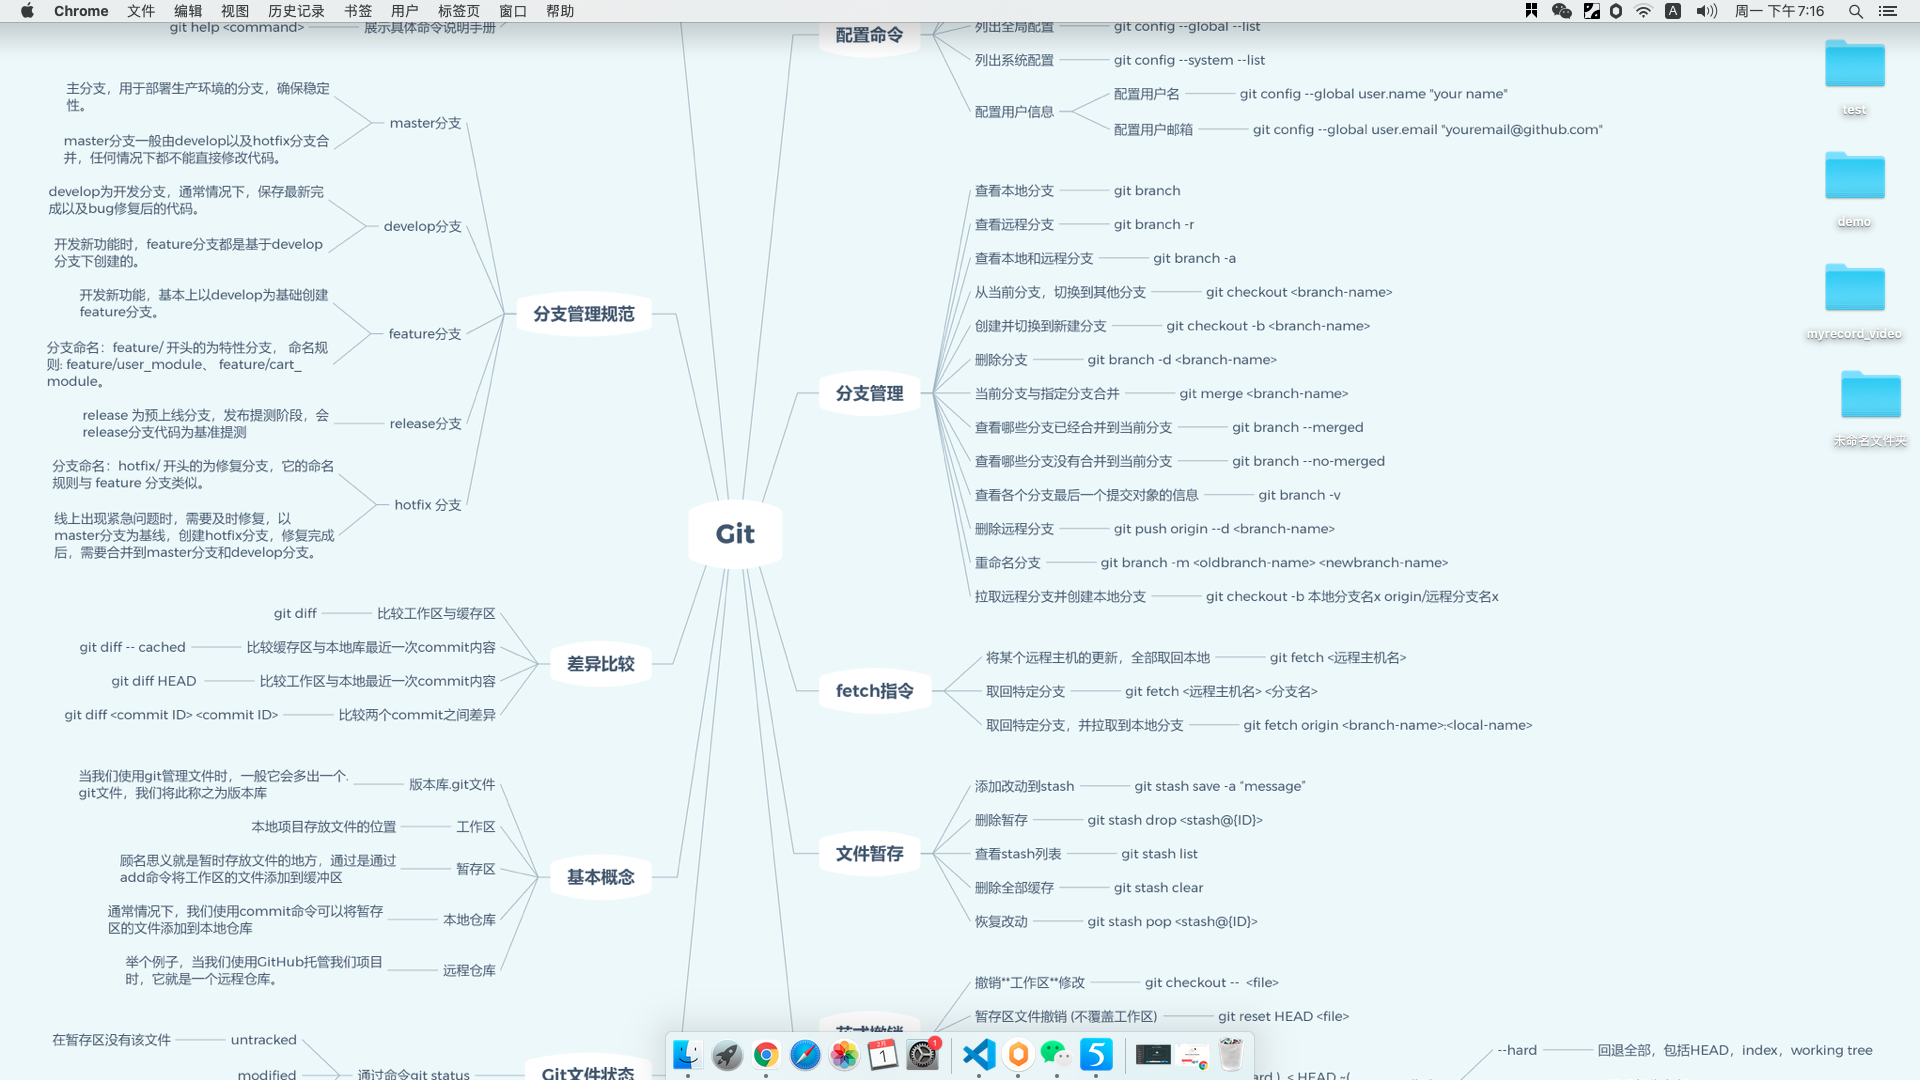 Chrome 文件 编辑 视图 历史记录 书签 用户 标签页 窗口 帮助
周一 下午7:16
git help <command>
展示具体命令说明手册
主分支，用于部署生产环境的分支，确保稳定
性。
master分支一般由develop以及hotfix分支合
并，任何情况下都不能直接修改代码。
master分支
develop为开发分支，通常情况下，保存最新完
成以及bug修复后的代码。
开发新功能时，feature分支都是基于develop
分支下创建的。
develop分支
开发新功能，基本上以develop为基础创建
feature分支。
分支命名：feature/ 开头的为特性分支， 命名规
则: feature/user_module、 feature/cart_
module。
feature分支
release 为预上线分支，发布提测阶段，会
release分支代码为基准提测
release分支
分支命名：hotfix/ 开头的为修复分支，它的命名
规则与 feature 分支类似。
线上出现紧急问题时，需要及时修复，以
master分支为基线，创建hotfix分支，修复完成
后，需要合并到master分支和develop分支。
hotfix 分支
分支管理规范
git diff
比较工作区与缓存区
git diff -- cached
比较缓存区与本地库最近一次commit内容
git diff HEAD
比较工作区与本地最近一次commit内容
git diff <commit ID> <commit ID>
比较两个commit之间差异
差异比较
当我们使用git管理文件时，一般它会多出一个.
git文件，我们将此称之为版本库
版本库.git文件
本地项目存放文件的位置
工作区
顾名思义就是暂时存放文件的地方，通过是通过
add命令将工作区的文件添加到缓冲区
暂存区
通常情况下，我们使用commit命令可以将暂存
区的文件添加到本地仓库
本地仓库
举个例子，当我们使用GitHub托管我们项目
时，它就是一个远程仓库。
远程仓库
基本概念
在暂存区没有该文件
untracked
modified
通过命令git status
Git文件状态
Git
配置命令
列出全局配置
git config --global --list
列出系统配置
git config --system --list
配置用户信息
配置用户名
git config --global user.name "your name"
配置用户邮箱
git config --global user.email "youremail@github.com"
分支管理
查看本地分支
git branch
查看远程分支
git branch -r
查看本地和远程分支
git branch -a
从当前分支，切换到其他分支
git checkout <branch-name>
创建并切换到新建分支
git checkout -b <branch-name>
删除分支
git branch -d <branch-name>
当前分支与指定分支合并
git merge <branch-name>
查看哪些分支已经合并到当前分支
git branch --merged
查看哪些分支没有合并到当前分支
git branch --no-merged
查看各个分支最后一个提交对象的信息
git branch -v
删除远程分支
git push origin --d <branch-name>
重命名分支
git branch -m <oldbranch-name> <newbranch-name>
拉取远程分支并创建本地分支
git checkout -b 本地分支名x origin/远程分支名x
fetch指令
将某个远程主机的更新，全部取回本地
git fetch <远程主机名>
取回特定分支
git fetch <远程主机名> <分支名>
取回特定分支，并拉取到本地分支
git fetch origin <branch-name>:<local-name>
文件暂存
添加改动到stash
git stash save -a “message”
删除暂存
git stash drop <stash@{ID}>
查看stash列表
git stash list
删除全部缓存
git stash clear
恢复改动
git stash pop <stash@{ID}>
撤销**工作区**修改
git checkout -- <file>
暂存区文件撤销 (不覆盖工作区)
git reset HEAD <file>
--hard
回退全部，包括HEAD，index，working tree
test
demo
myrecord_video
未命名文件夹